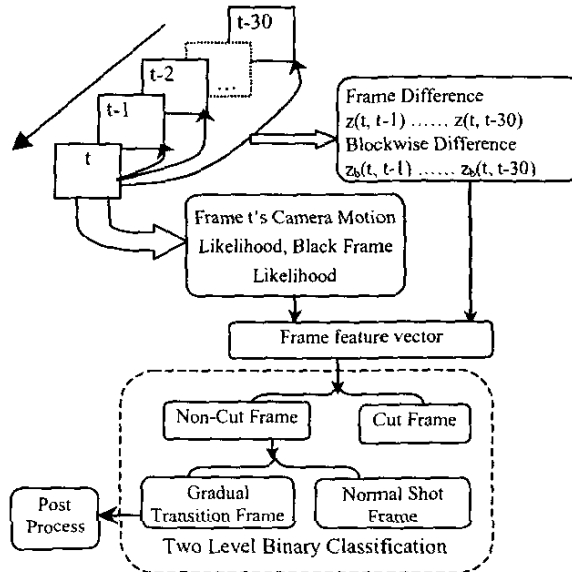 t-30
t-2
...
t-1
t
Frame Difference
z(t, t-1) ...... z(t, t-30)
Blockwise Difference
z_b(t, t-1) ...... z_b(t, t-30)
Frame t's Camera Motion
Likelihood, Black Frame
Likelihood
Frame feature vector
Non-Cut Frame
Cut Frame
Gradual
Transition Frame
Normal Shot
Frame
Post
Process
Two Level Binary Classification